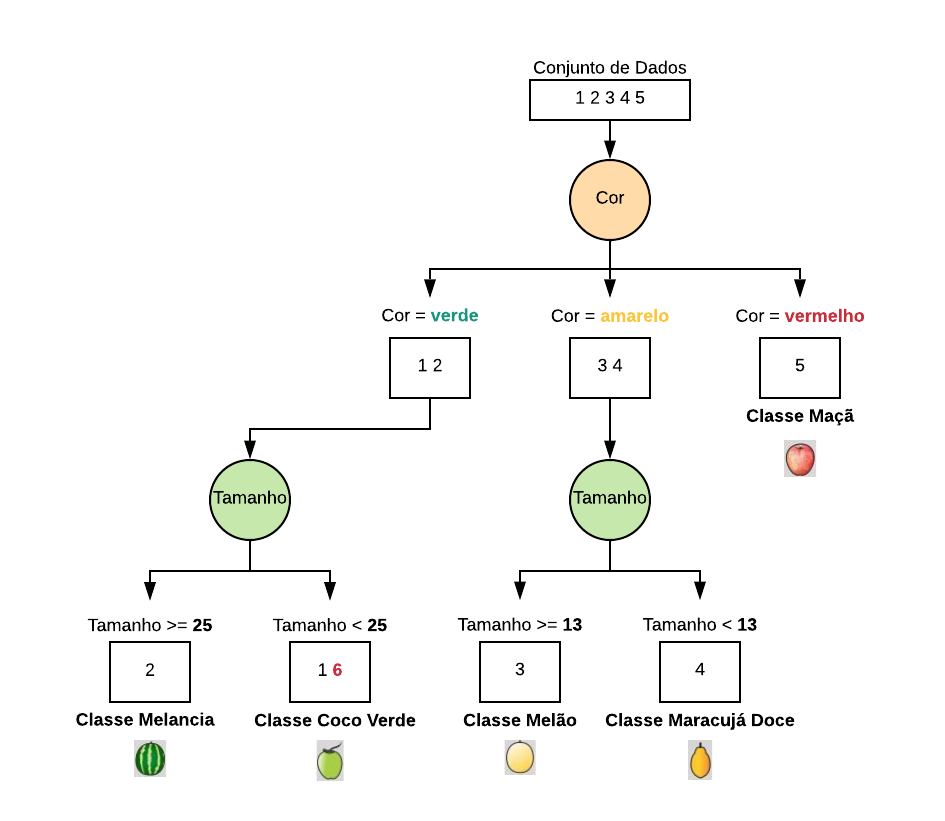 Conjunto de Dados
1 2 3 4 5
Cor
Cor = verde
Cor = amarelo
Cor = vermelho
1 2
3 4
5
Classe Maçã
Tamanho
Tamanho
Tamanho >= 25
Tamanho < 25
Tamanho >= 13
Tamanho < 13
2
1 6
3
4
Classe Melancia
Classe Coco Verde
Classe Melão
Classe Maracujá Doce